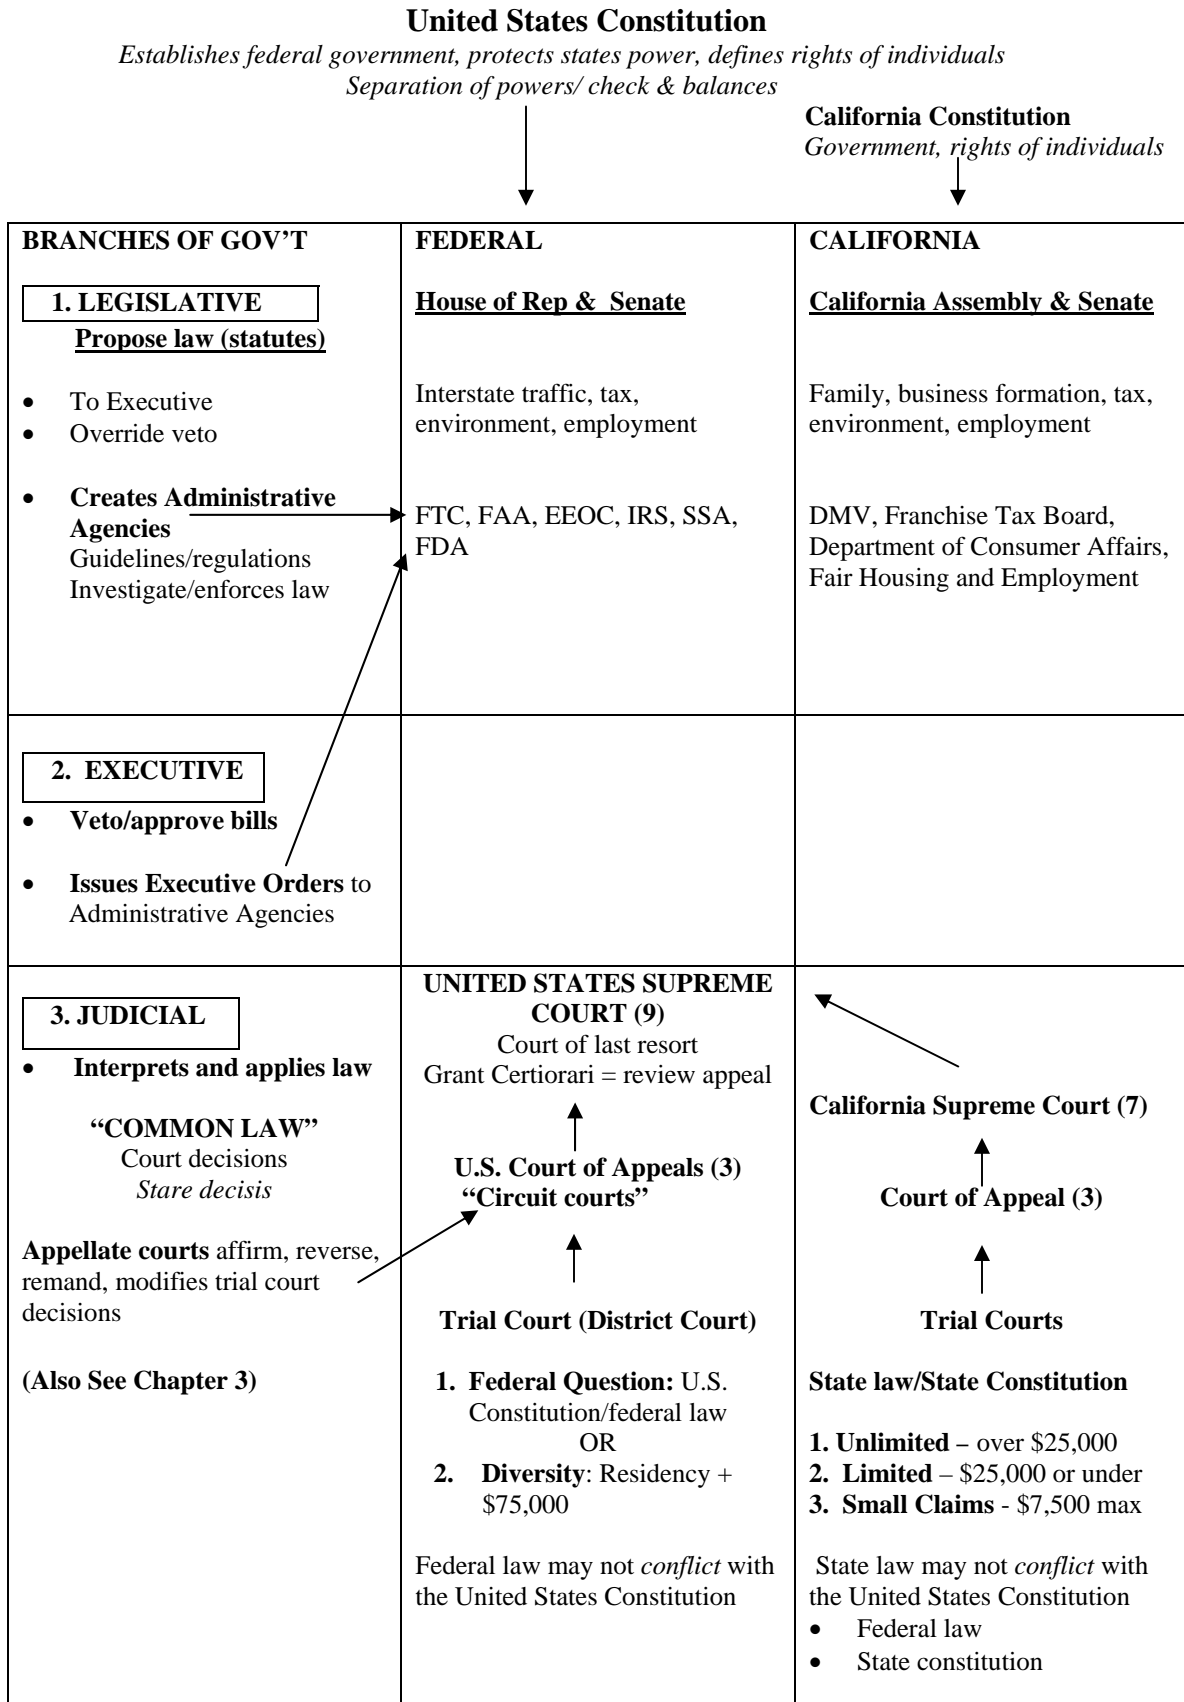 United States Constitution
Establishes federal government, protects states power, defines rights of individuals
Separation of powers/ check & balances
California Constitution
Government, rights of individuals
BRANCHES OF GOV’T
1. LEGISLATIVE
Propose law (statutes)
• To Executive
• Override veto
• Creates Administrative
Agencies
Guidelines/regulations
Investigate/enforces law
FEDERAL
House of Rep & Senate
Interstate traffic, tax,
environment, employment
FTC, FAA, EEOC, IRS, SSA,
FDA
CALIFORNIA
California Assembly & Senate
Family, business formation, tax,
environment, employment
DMV, Franchise Tax Board,
Department of Consumer Affairs,
Fair Housing and Employment
2. EXECUTIVE
• Veto/approve bills
• Issues Executive Orders to
Administrative Agencies
3. JUDICIAL
• Interprets and applies law
“COMMON LAW”
Court decisions
Stare decisis
Appellate courts affirm, reverse,
remand, modifies trial court
decisions
(Also See Chapter 3)
UNITED STATES SUPREME
COURT (9)
Court of last resort
Grant Certiorari = review appeal
U.S. Court of Appeals (3)
“Circuit courts”
Trial Court (District Court)
1. Federal Question: U.S.
Constitution/federal law
OR
2. Diversity: Residency +
$75,000
Federal law may not conflict with
the United States Constitution
California Supreme Court (7)
Court of Appeal (3)
Trial Courts
State law/State Constitution
1. Unlimited – over $25,000
2. Limited – $25,000 or under
3. Small Claims - $7,500 max
State law may not conflict with
the United States Constitution
• Federal law
• State constitution